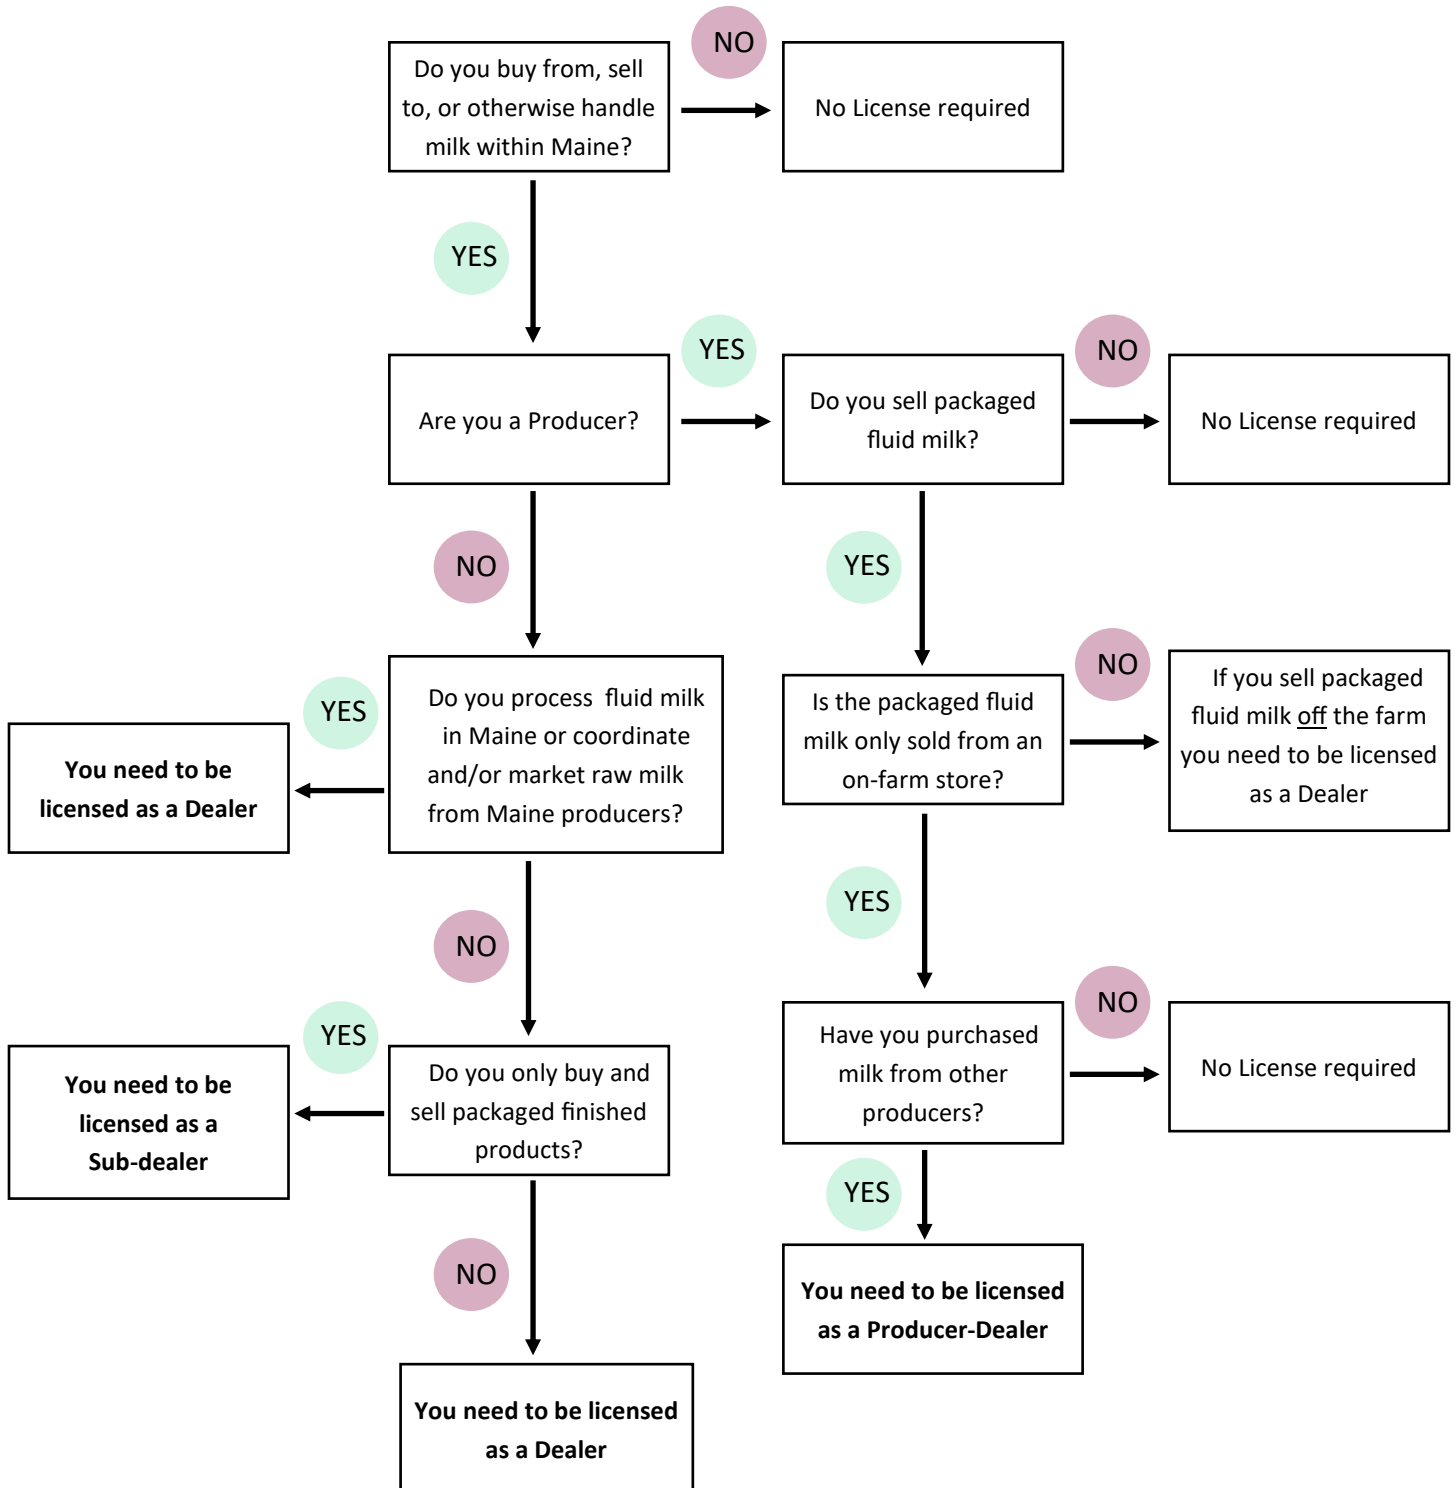 NO
Do you buy from, sell
to, or otherwise handle
milk within Maine?
No License required
YES
YES
NO
Are you a Producer?
Do you sell packaged
fluid milk?
No License required
NO
YES
NO
YES
Do you process fluid milk
in Maine or coordinate
and/or market raw milk
from Maine producers?
Is the packaged fluid
milk only sold from an
on-farm store?
If you sell packaged
fluid milk off the farm
you need to be licensed
as a Dealer
You need to be
licensed as a Dealer
NO
YES
NO
YES
Do you only buy and
sell packaged finished
products?
Have you purchased
milk from other
producers?
No License required
You need to be
licensed as a
Sub-dealer
YES
NO
You need to be licensed
as a Producer-Dealer
You need to be licensed
as a Dealer